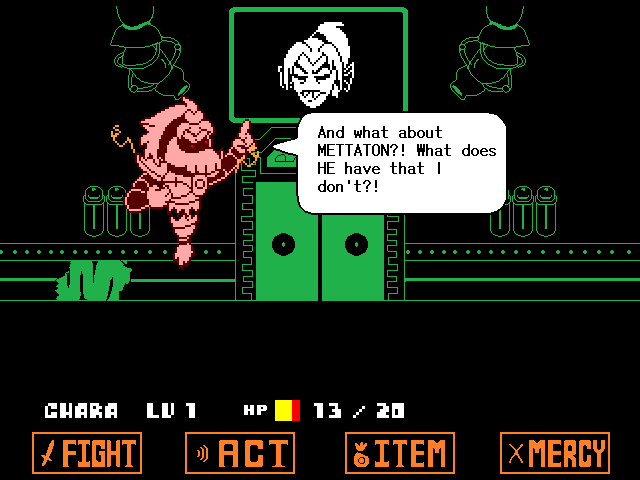 And what about
METTATON?! What does
HE have that I
don't?!
CHARA LV 1 HP 13 / 20
FIGHT ACT ITEM MERCY